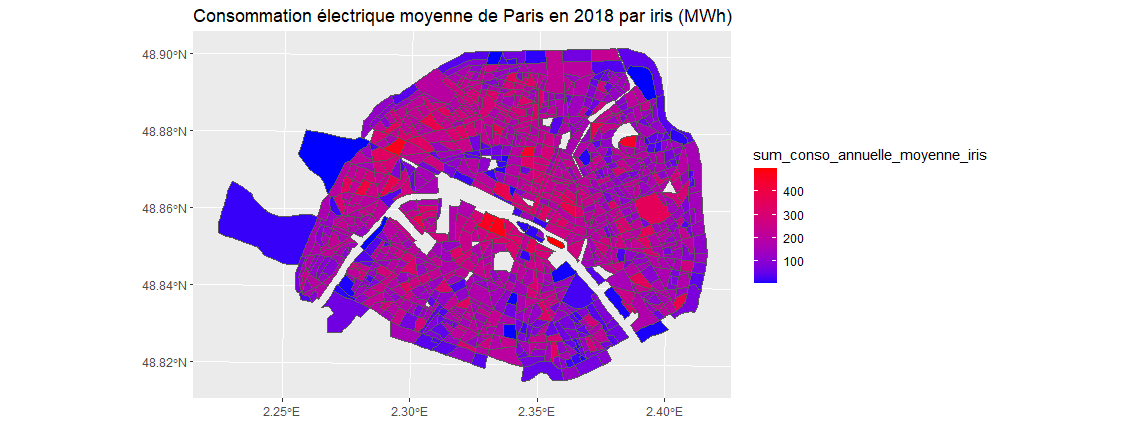 Consommation électrique moyenne de Paris en 2018 par iris (MWh)
48.90°N
48.88°N
48.86°N
48.84°N
48.82°N
2.25°E
2.30°E
2.35°E
2.40°E
sum_conso_annuelle_moyenne_iris
400
300
200
100